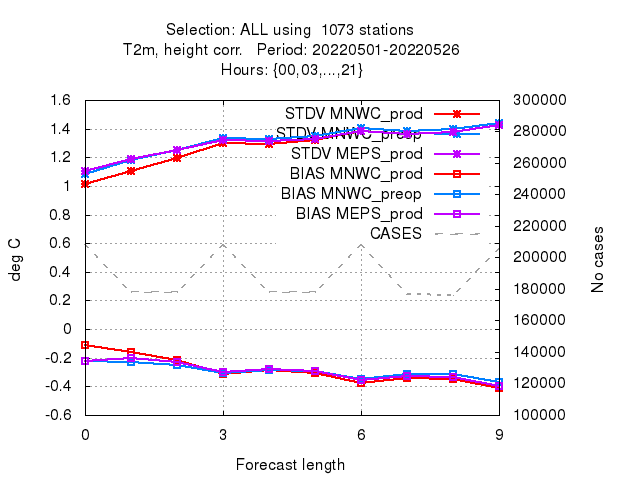 Selection: ALL using  1073 stations
T2m, height corr.   Period: 20220501-20220526
Hours: {00,03,...,21}
1.6
1.4
1.2
1
0.8
0.6
0.4
0.2
0
-0.2
-0.4
-0.6
deg C
STDV MNWC_prod
STDV MNWC_preop
STDV MEPS_prod
BIAS MNWC_prod
BIAS MNWC_preop
BIAS MEPS_prod
CASES
300000
280000
260000
240000
220000
200000
180000
160000
140000
120000
100000
No cases
0 3 6 9
Forecast length